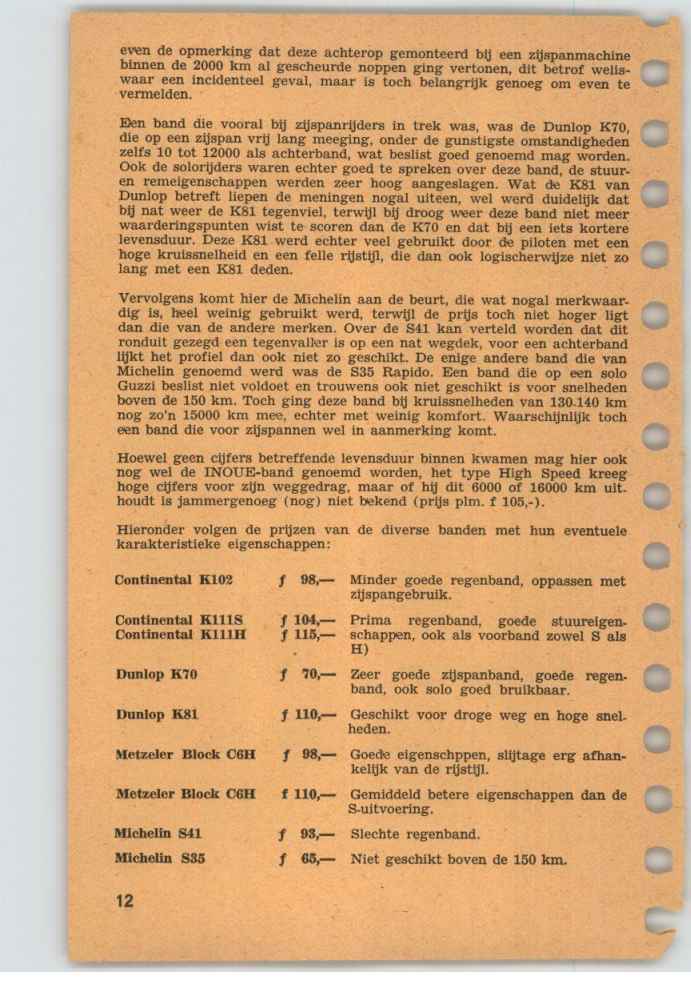 even de opmerking dat deze achterop gemonteerd bij een zijspanmachine
binnen de 2000 km al gescheurde noppen ging vertonen, dit betrof welis-
waar een incidenteel geval, maar is toch belangrijk genoeg om even te
vermelden.
Een band die vooral bij zijspanrijders in trek was, was de Dunlop K70,
die op een zijspan vrij lang meeging, onder de gunstigste omstandigheden
zelfs 10 tot 12000 als achterband, wat beslist goed genoemd mag worden.
Ook de solorijders waren echter goed te spreken over deze band, de stuur-
en remeigenschappen werden zeer hoog aangeslagen. Wat de K81 van
Dunlop betreft liepen de meningen nogal uiteen, wel werd duidelijk dat
bij nat weer de K81 tegenviel, terwijl bij droog weer deze band niet meer
waarderingspunten wist te scoren dan de K70 en dat bij een iets kortere
levensduur. Deze K81 werd echter veel gebruikt door de piloten met een
hoge kruissnelheid en een felle rijstijl, die dan ook logischerwijze niet zo
lang met een K81 deden.
Vervolgens komt hier de Michelin aan de beurt, die wat nogal merkwaar-
dig is, heel weinig gebruikt werd, terwijl de prijs toch niet hoger ligt
dan die van de andere merken. Over de S41 kan verteld worden dat dit
ronduit gezegd een tegenvaller is op een nat wegdek, voor een achterband
lijkt het profiel dan ook niet zo geschikt. De enige andere band die van
Michelin genoemd werd was de S35 Rapido. Een band die op een solo
Guzzi beslist niet voldoet en trouwens ook niet geschikt is voor snelheden
boven de 150 km. Toch ging deze band bij kruissnelheden van 130.140 km
nog zo'n 15000 km mee, echter met weinig komfort. Waarschijnlijk toch
een band die voor zijspannen wel in aanmerking komt.
Hoewel geen cijfers betreffende levensduur binnen kwamen mag hier ook
nog wel de INOUE-band genoemd worden, het type High Speed kreeg
hoge cijfers voor zijn weggedrag, maar of hij dit 6000 of 16000 km uit-
houdt is jammergenoeg (nog) niet bekend (prijs plm. f 105,-).
Hieronder volgen de prijzen van de diverse banden met hun eventuele
karakteristieke eigenschappen:
Continental K102 f 98,— Minder goede regenband, oppassen met
zijspangebruik.
Continental K111S f 104,— Prima regenband, goede stuureigen-
Continental K111H f 115,— schappen, ook als voorband zowel S als
H)
Dunlop K70 f 70,— Zeer goede zijspanband, goede regen-
band, ook solo goed bruikbaar.
Dunlop K81 f 110,— Geschikt voor droge weg en hoge snel-
heden.
Metzeler Block C6H f 98,— Goede eigenschppen, slijtage erg afhan-
kelijk van de rijstijl.
Metzeler Block C6H f 110,— Gemiddeld betere eigenschappen dan de
S-uitvoering.
Michelin S41 f 93,— Slechte regenband.
Michelin S35 f 65,— Niet geschikt boven de 150 km.
12